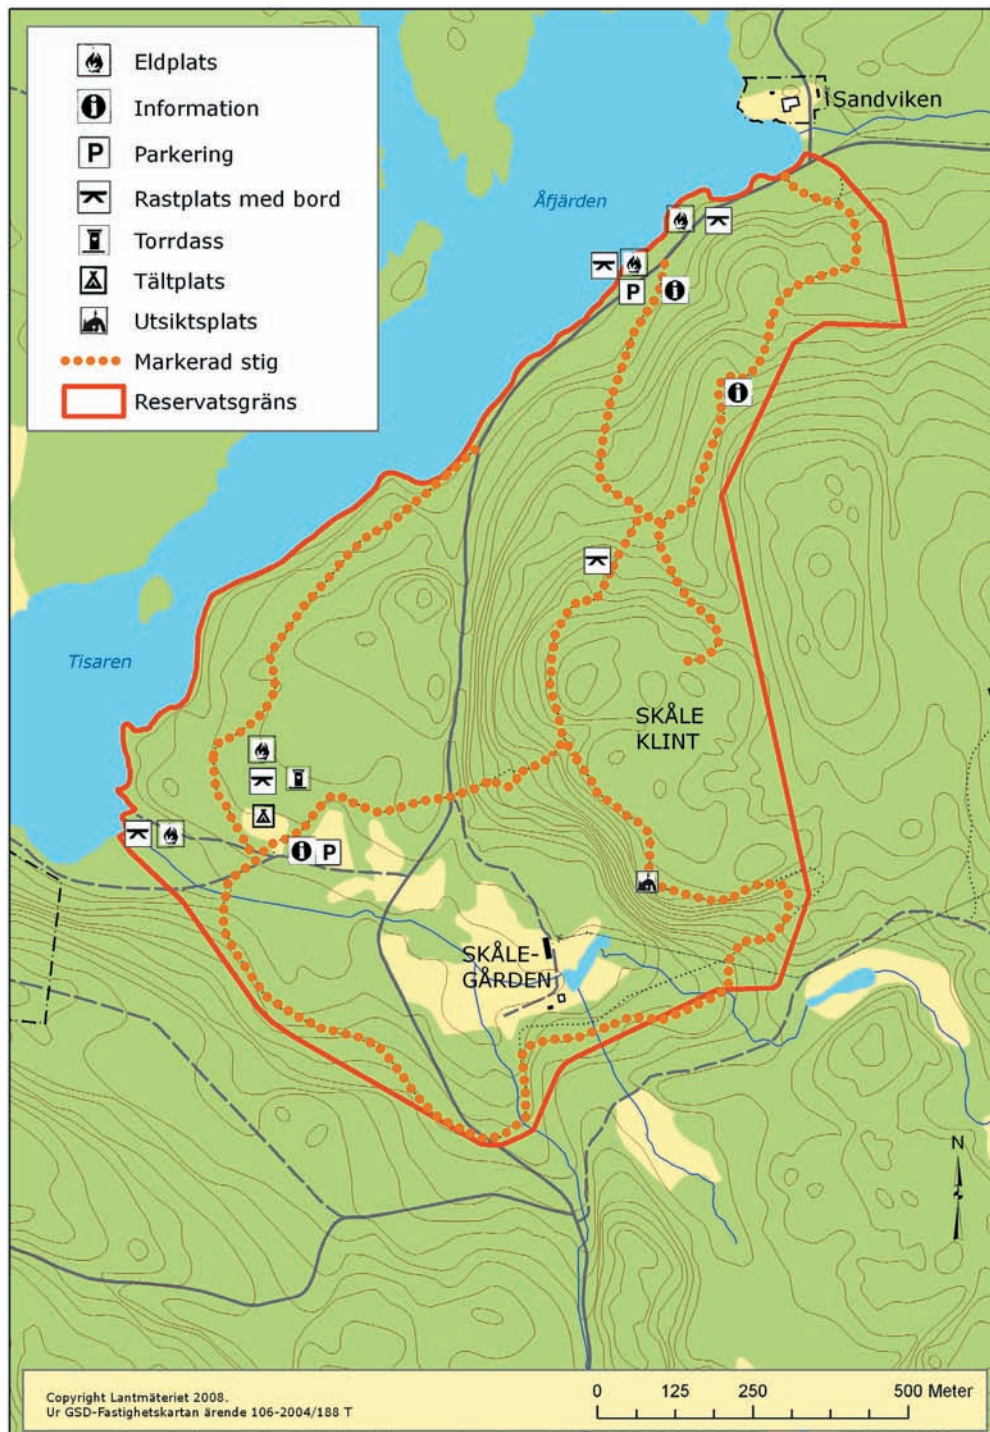 Eldplats
Information
P Parkering
Rastplats med bord
Torrdass
Tältplats
Utsiktsplats
Markerad stig
Reservatsgräns
Sandviken
Åfjärden
P
Tisaren
SKÅLE
KLINT
P
SKÅLE-
GÅRDEN
N
Copyright Lantmäteriet 2008.
Ur GSD-Fastighetskartan ärende 106-2004/188 T
0 125 250 500 Meter